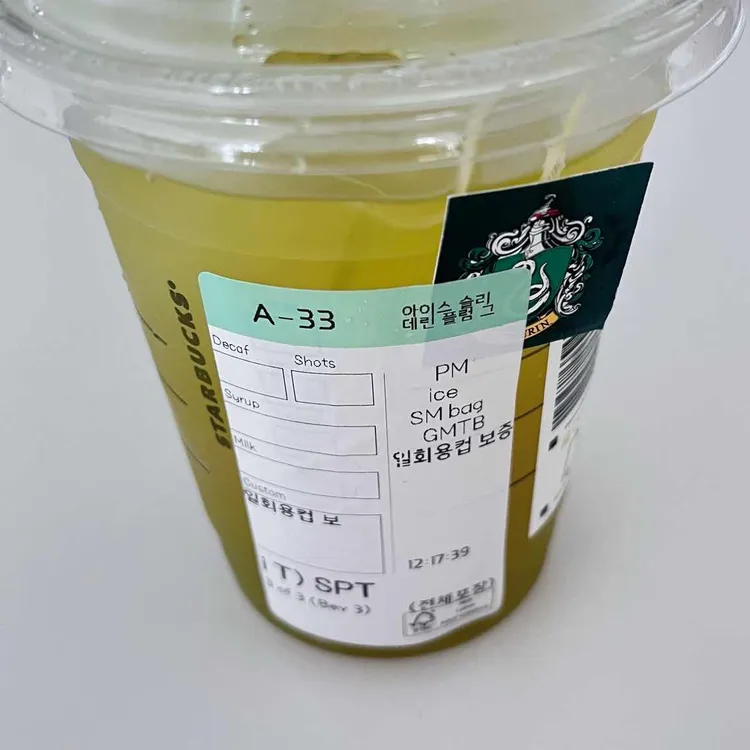 STARBUCKS
RIN
A-33
아이스 슬리
데린 플럼 그
Decaf
Shots
Syrup
Milk
Custom
일회용컵 보
PM
ice
SM bag
GMTB
일회용컵 보증
12:17:39
T) SPT
3 of 3 (Bev 3)
(전체포장)